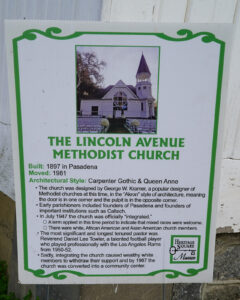 THE LINCOLN AVENUE
METHODIST CHURCH
Built: 1897 in Pasadena
Moved: 1981
Architectural Style: Carpenter Gothic & Queen Anne
• The church was designed by George W. Kramer, a popular designer of
Methodist churches at this time, in the "Akron" style of architecture, meaning
the door is in one corner and the pulpit is in the opposite corner.
• Early parishioners included founders of Pasadena and founders of
important institutions such as Caltech.
• In July 1947 the church was officially "integrated."
○ A term applied in this period to indicate that mixed races were welcome.
○ There were white, African American and Asian-American church members.
• The most significant and longest tenured pastor was
Reverend Daniel Lee Towler, a talented football player
who played professionally with the Los Angeles Rams
from 1950-52.
• Sadly, integrating the church caused wealthy white
members to withdraw their support and by 1967 the
church was converted into a community center.
HERITAGE
SQUARE
Museum